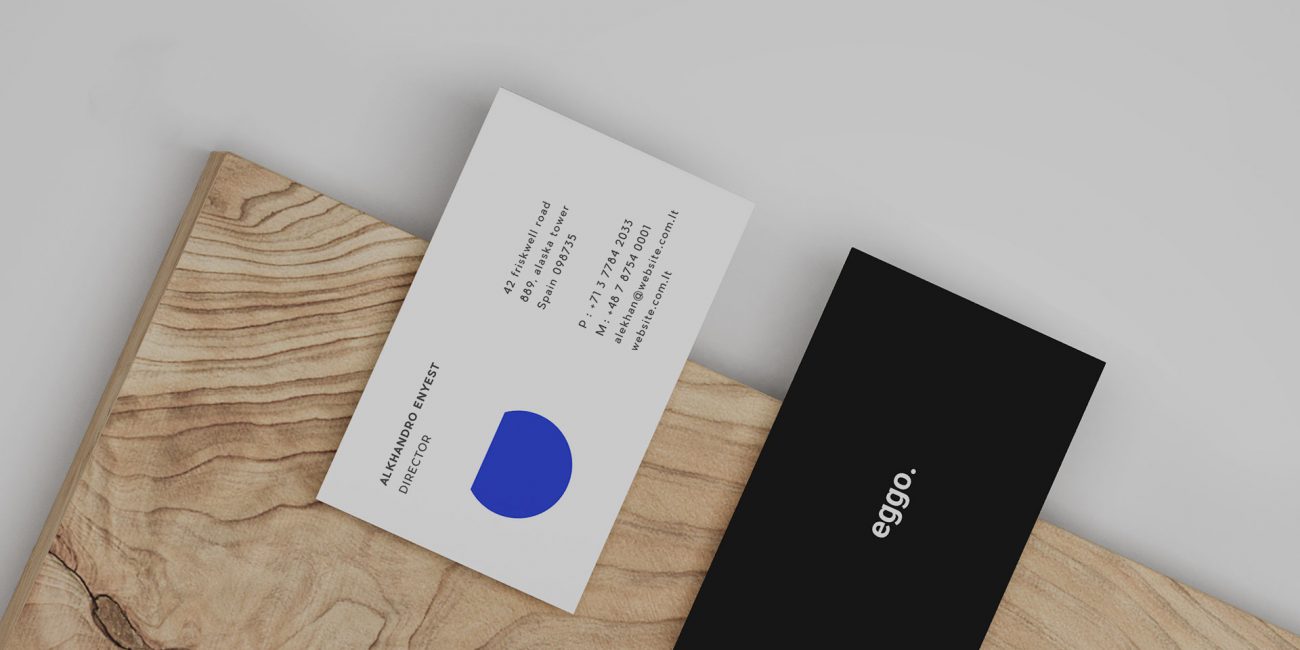 ALKHANDRO ENYEST
DIRECTOR
42 friskwell road
889, alaska tower
Spain 098735
P : +71 3 7784 2033
M : +48 7 8754 0001
alekhan@website.com.lt
website.com.lt
eggo.